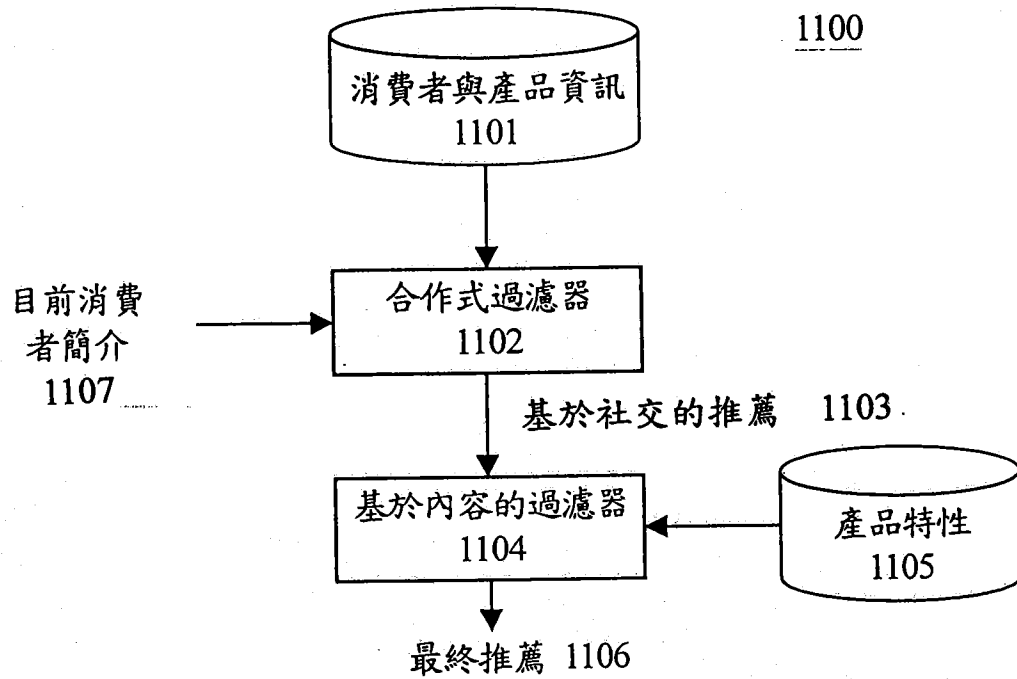 1100
消費者與產品資訊
1101
合作式過濾器
1102
目前消費
者簡介
1107
基於社交的推薦 1103
基於內容的過濾器
1104
產品特性
1105
最終推薦 1106